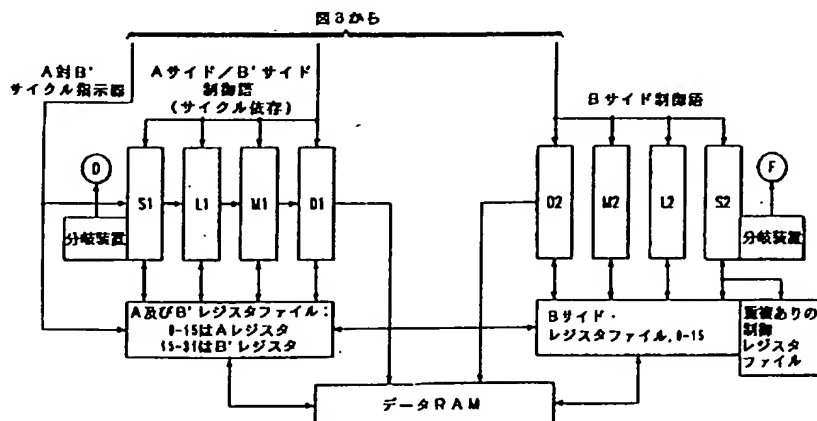 図3から
A対B'
サイクル指示器
Aサイド/B'サイド
制御語
(サイクル依存)
Bサイド制御語
D
S1
L1
M1
D1
D2
M2
L2
S2
F
分岐装置
分岐装置
A及びB'レジスタファイル:
0-15はAレジスタ
15-31はB'レジスタ
Bサイド・
レジスタファイル,0-15
重複ありの
制御
レジスタ
ファイル
データRAM